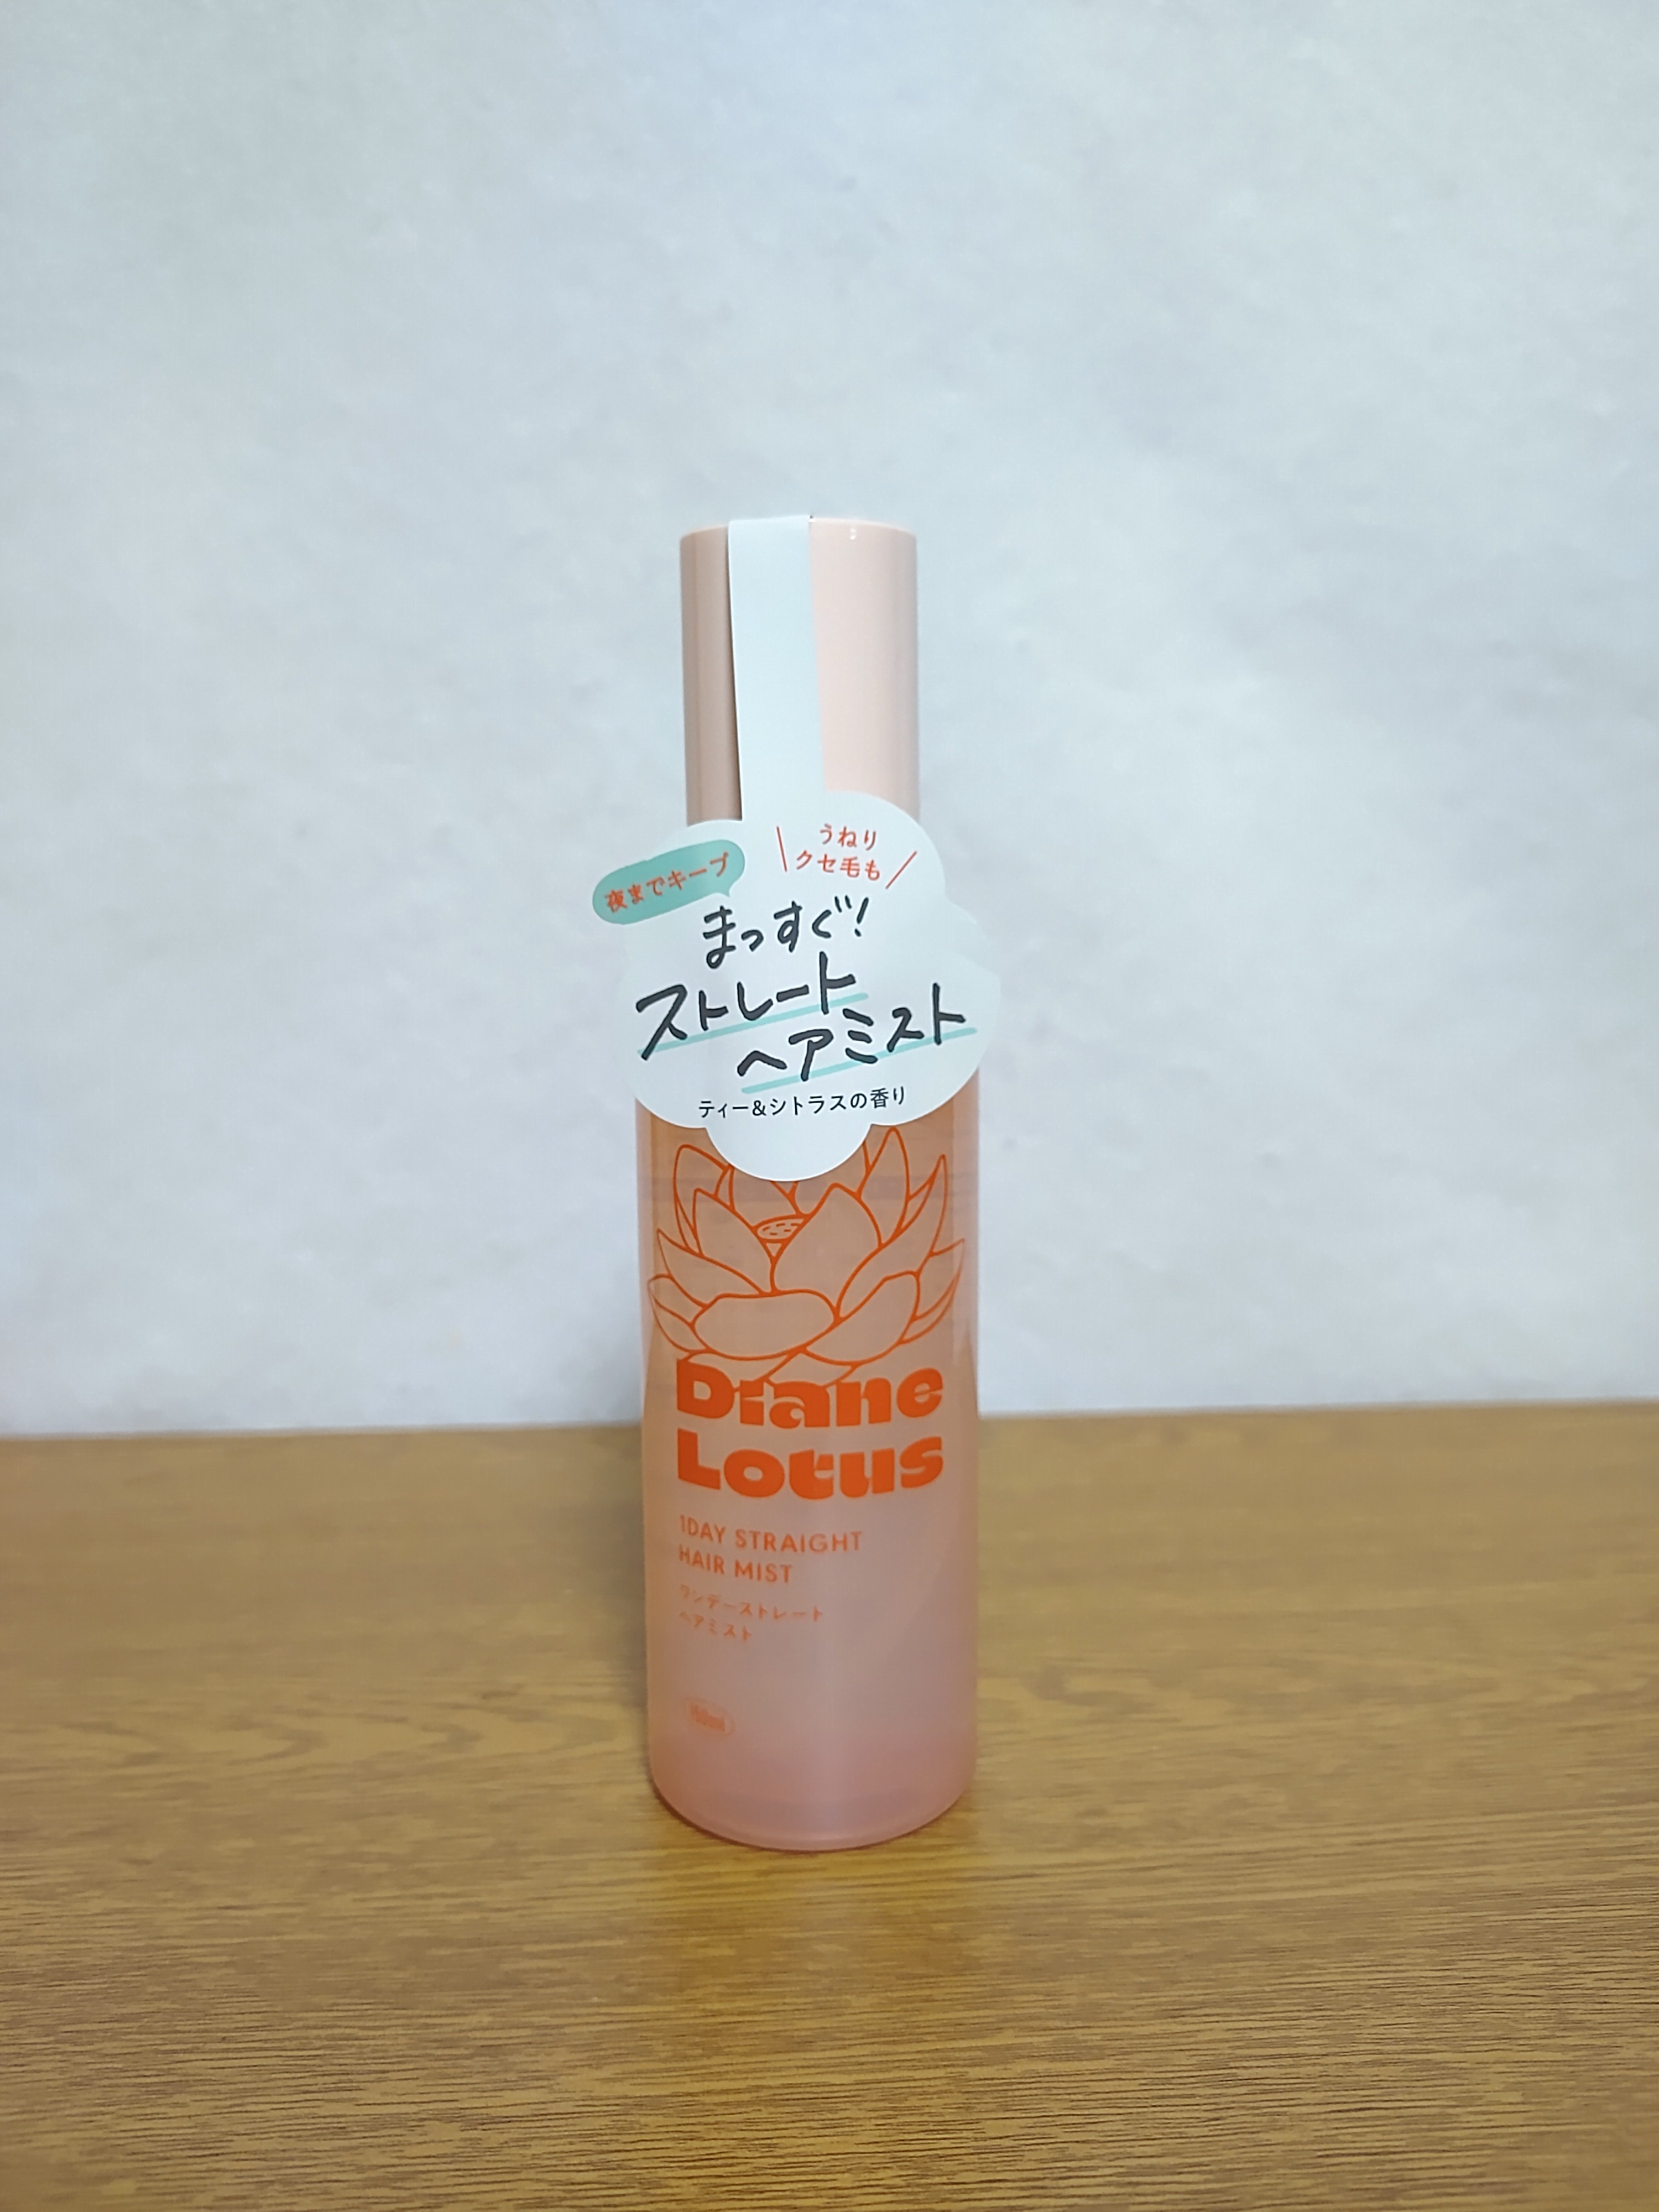 夜までキープ
うねり
クセ毛も
まっすぐ!
ストレート
ヘアミスト
ティー&シトラスの香り
Diane
Lotus
1DAY STRAIGHT
HAIR MIST
ワンデーストレート
ヘアミスト